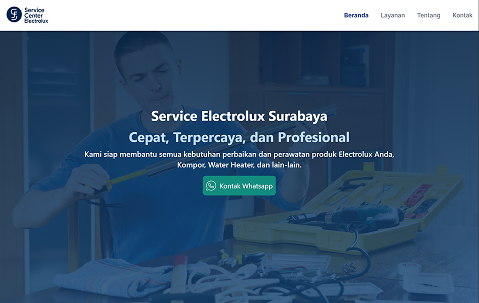 Service
Center
Electrolux
Beranda Layanan Tentang Kontak
Service Electrolux Surabaya
Cepat, Terpercaya, dan Profesional
Kami siap membantu semua kebutuhan perbaikan dan perawatan produk Electrolux Anda,
Kompor, Water Heater, dan lain-lain.
Kontak Whatsapp